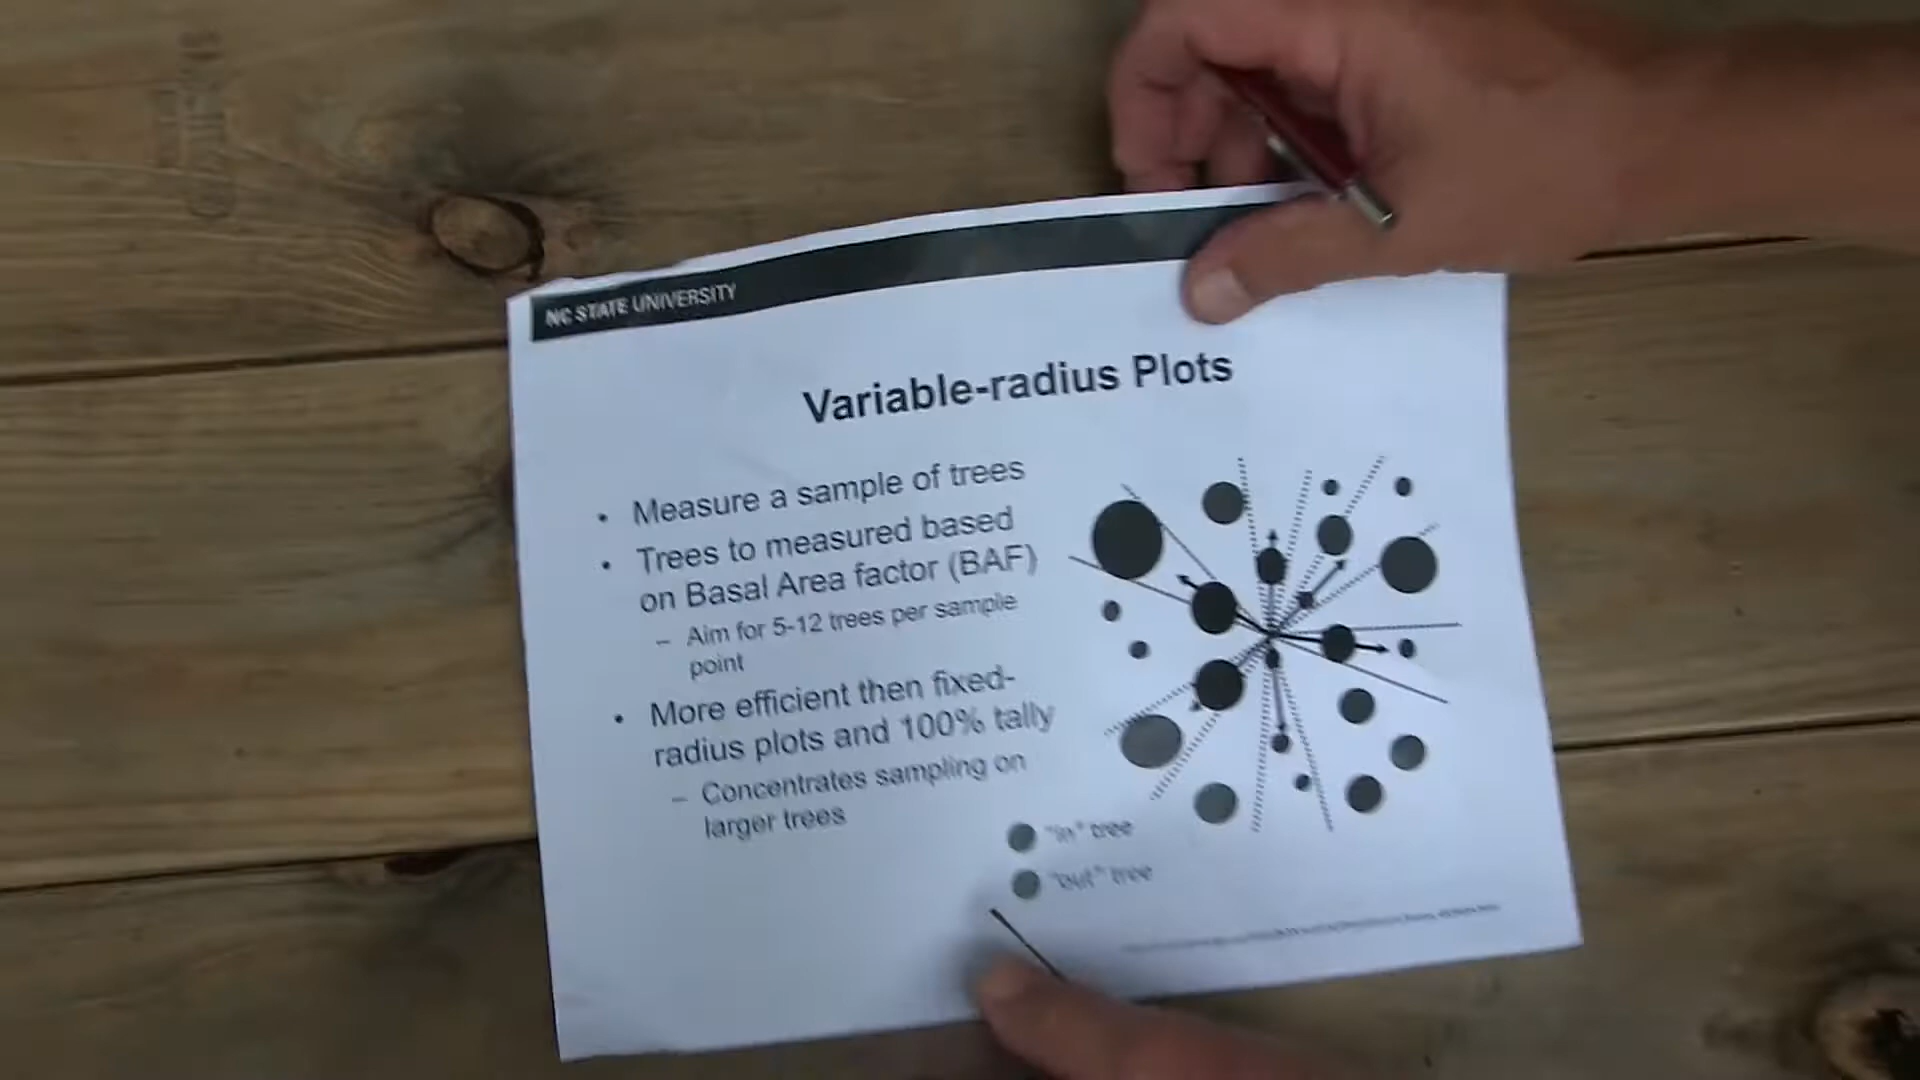 NC STATE UNIVERSITY
Variable-radius Plots
• Measure a sample of trees
• Trees to measured based
on Basal Area factor (BAF)
– Aim for 5-12 trees per sample
point
• More efficient then fixed-
radius plots and 100% tally
– Concentrates sampling on
larger trees
"in" tree
"out" tree